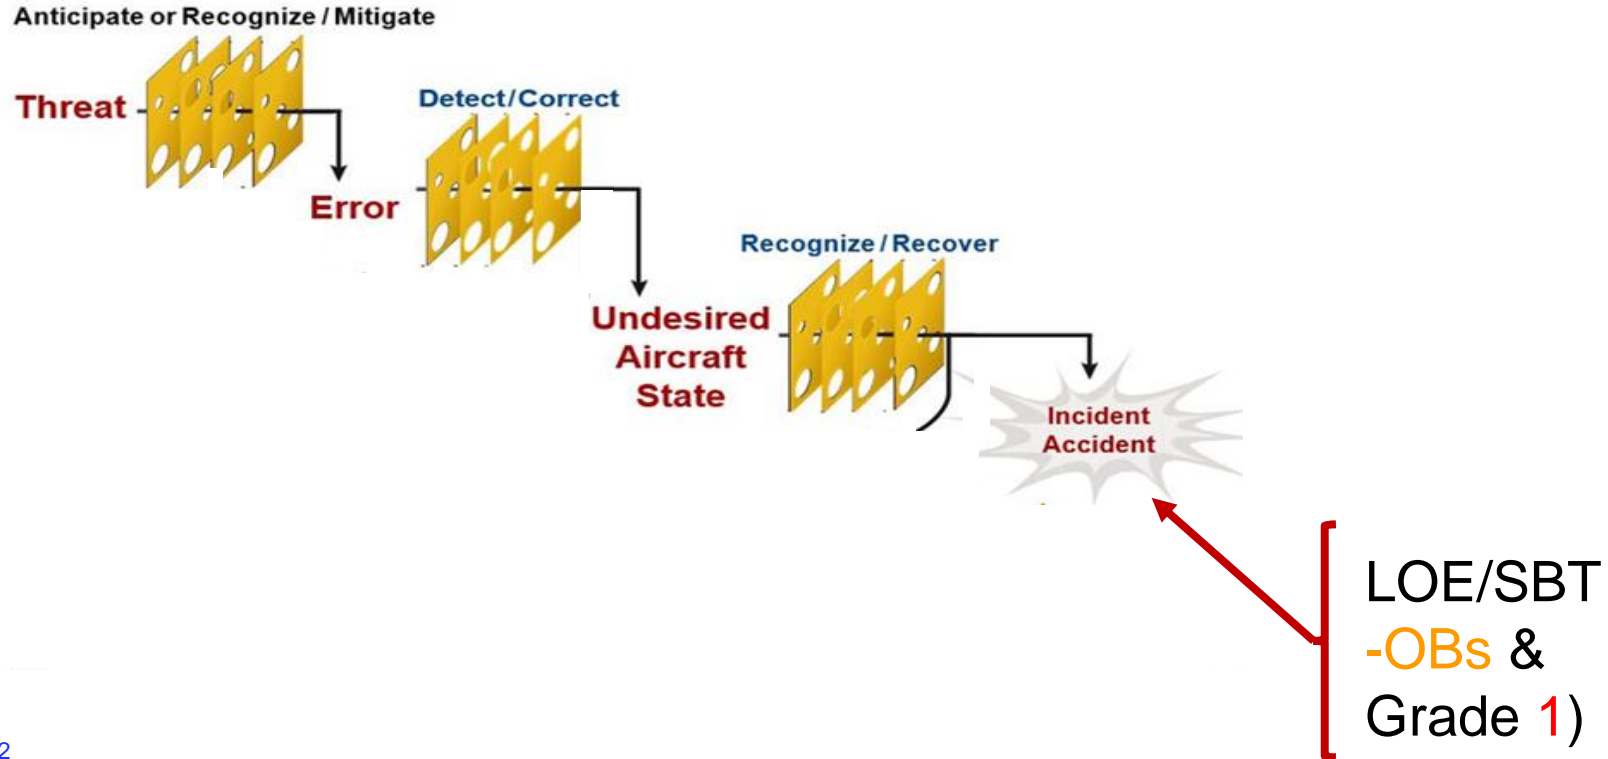 Anticipate or Recognize / Mitigate
Threat
Detect/Correct
Error
Recognize / Recover
Undesired
Aircraft
State
Incident
Accident
LOE/SBT
-OBs &
Grade 1)
2